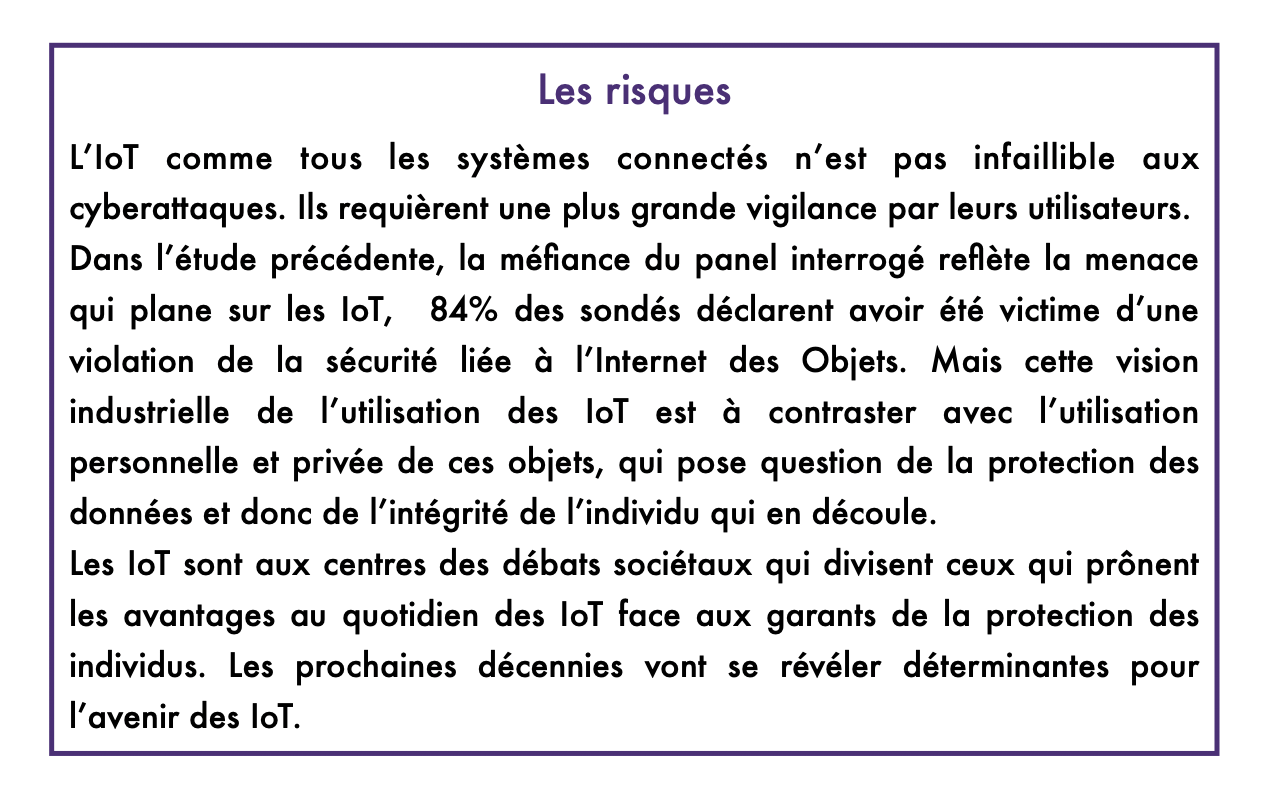 Les risques
L’IoT comme tous les systèmes connectés n’est pas infaillible aux
cyberattaques. Ils requièrent une plus grande vigilance par leurs utilisateurs.
Dans l’étude précédente, la méfiance du panel interrogé reflète la menace
qui plane sur les IoT, 84% des sondés déclarent avoir été victime d’une
violation de la sécurité liée à l’Internet des Objets. Mais cette vision
industrielle de l’utilisation des IoT est à contraster avec l’utilisation
personnelle et privée de ces objets, qui pose question de la protection des
données et donc de l’intégrité de l’individu qui en découle.
Les IoT sont aux centres des débats sociétaux qui divisent ceux qui prônent
les avantages au quotidien des IoT face aux garants de la protection des
individus. Les prochaines décennies vont se révéler déterminantes pour
l’avenir des IoT.